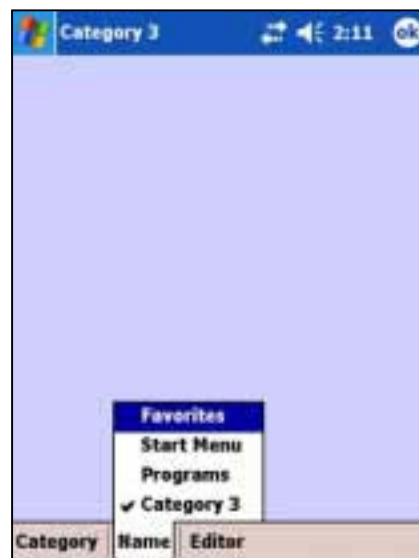 Category 3 2:11 ok
Favorites
Start Menu
Programs
✔ Category 3
Category Name Editor